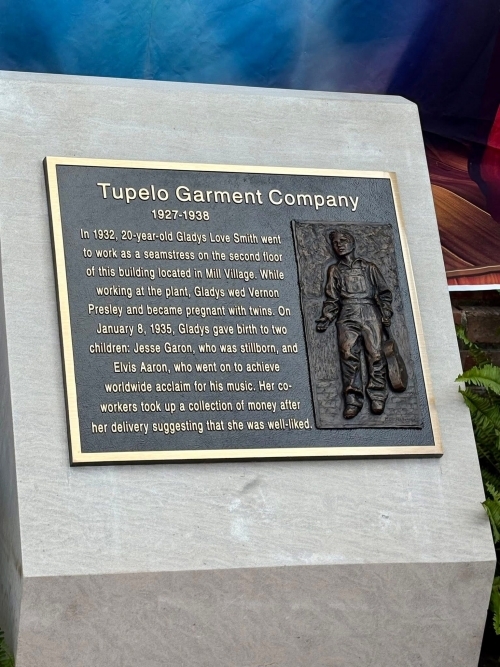 Tupelo Garment Company
1927-1938
In 1932, 20-year-old Gladys Love Smith went
to work as a seamstress on the second floor
of this building located in Mill Village. While
working at the plant, Gladys wed Vernon
Presley and became pregnant with twins. On
January 8, 1935, Gladys gave birth to two
children: Jesse Garon, who was stillborn, and
Elvis Aaron, who went on to achieve
worldwide acclaim for his music. Her co-
workers took up a collection of money after
her delivery suggesting that she was well-liked.